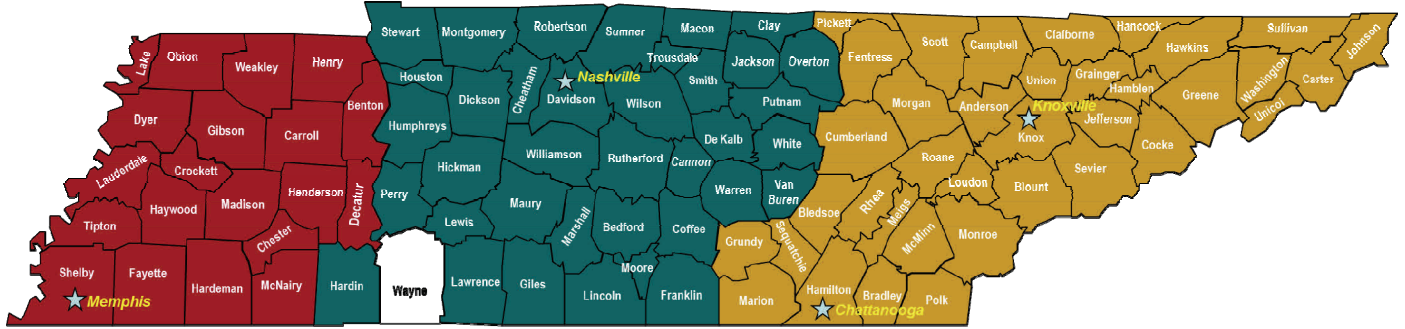 Lake
Obion
Weakley
Henry
Benton
Dyer
Gibson
Carroll
Lauderdale
Crockett
Tipton
Haywood
Madison
Henderson
Decatur
Chester
Shelby
Memphis
Fayette
Hardeman
McNairy
Stewart
Montgomery
Robertson
Sumner
Macon
Clay
Trousdale
Houston
Dickson
Cheatham
Nashville
Davidson
Wilson
Smith
Jackson
Overton
Putnam
Humphreys
Hickman
Williamson
Rutherford
Cannon
De Kalb
White
Perry
Lewis
Maury
Marshall
Bedford
Coffee
Warren
Van
Buren
Hardin
Wayne
Lawrence
Giles
Lincoln
Moore
Franklin
Pickett
Fentress
Scott
Campbell
Claiborne
Hancock
Hawkins
Sullivan
Johnson
Union
Grainger
Hamblen
Greene
Washington
Carter
Unicoi
Morgan
Anderson
Knoxville
Knox
Jefferson
Cocke
Cumberland
Roane
Loudon
Blount
Sevier
Bledsoe
Rhea
Meigs
McMinn
Monroe
Grundy
Sequatchie
Marion
Hamilton
Chattanooga
Bradley
Polk